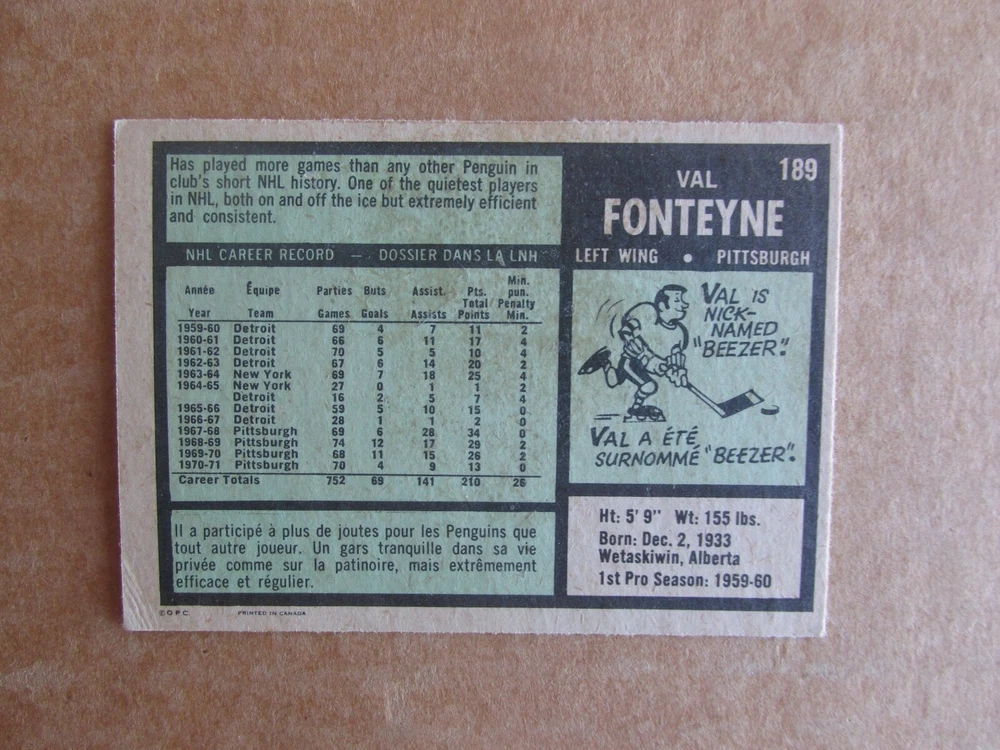 Has played more games than any other Penguin in
club's short NHL history. One of the quietest players
in NHL, both on and off the ice but extremely efficient
and consistent.
189
VAL
FONTEYNE
LEFT WING • PITTSBURGH
NHL CAREER RECORD — DOSSIER DANS LA LNH
Année Équipe Parties Buts Assist. Pts. Min. pun.
Year Team Games Goals Assists Total Points Penalty Min.
1959-60 Detroit 69 4 7 11 2
1960-61 Detroit 66 6 11 17 4
1961-62 Detroit 70 5 5 10 4
1962-63 Detroit 67 6 14 20 2
1963-64 New York 69 7 18 25 4
1964-65 New York 27 0 1 1 2
Detroit 16 2 5 7 4
1965-66 Detroit 59 5 10 15 0
1966-67 Detroit 28 1 1 2 0
1967-68 Pittsburgh 69 6 28 34 0
1968-69 Pittsburgh 74 12 17 29 2
1969-70 Pittsburgh 68 11 15 26 2
1970-71 Pittsburgh 70 4 9 13 0
Career Totals 752 69 141 210 26
VAL IS
NICK-
NAMED
"BEEZER".
VAL A ÉTÉ
SURNOMMÉ "BEEZER".
Il a participé à plus de joutes pour les Penguins que
tout autre joueur. Un gars tranquille dans sa vie
privée comme sur la patinoire, mais extrêmement
efficace et régulier.
Ht: 5' 9" Wt: 155 lbs.
Born: Dec. 2, 1933
Wetaskiwin, Alberta
1st Pro Season: 1959-60
© O.P.C. PRINTED IN CANADA